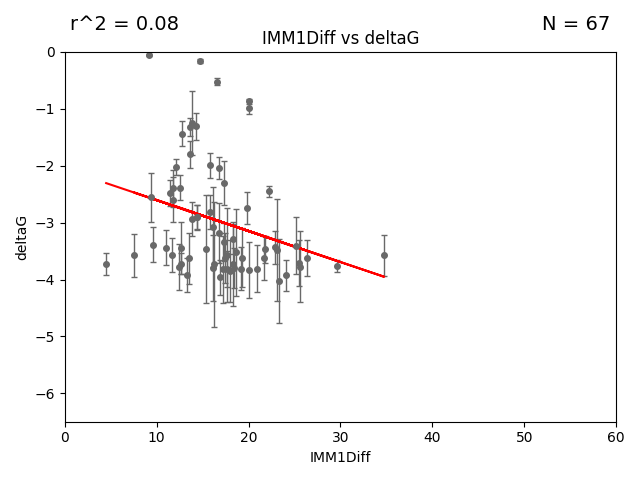 r^2 = 0.08
N = 67
IMM1Diff vs deltaG
0
−1
−2
−3
−4
−5
−6
deltaG
0 10 20 30 40 50 60
IMM1Diff